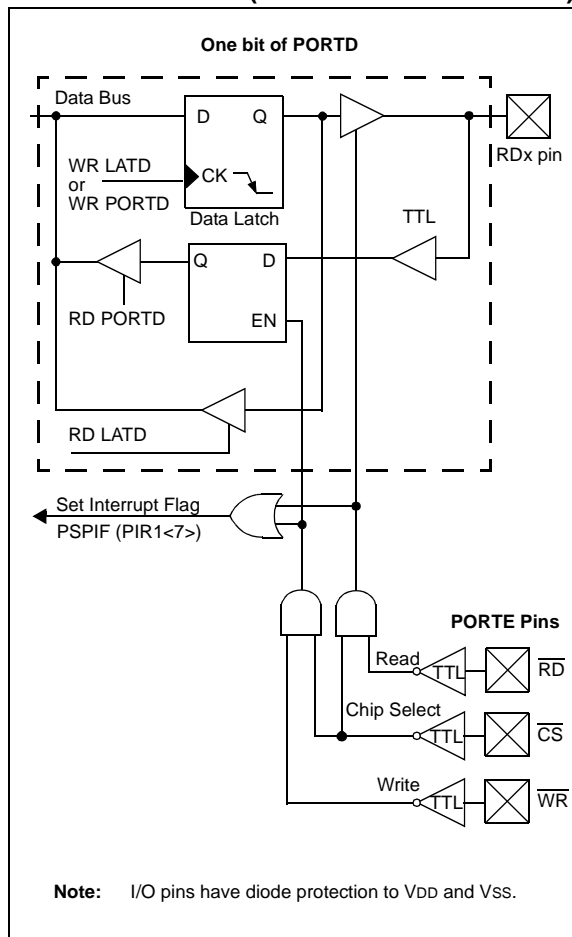 One bit of PORTD
Data Bus
D Q
RDx pin
WR LATD
or
WR PORTD
CK
Data Latch
TTL
Q D
EN
RD PORTD
RD LATD
Set Interrupt Flag
PSPIF (PIR1<7>)
PORTE Pins
Read
TTL
RD
Chip Select
TTL
CS
Write
TTL
WR
Note: I/O pins have diode protection to VDD and VSS.